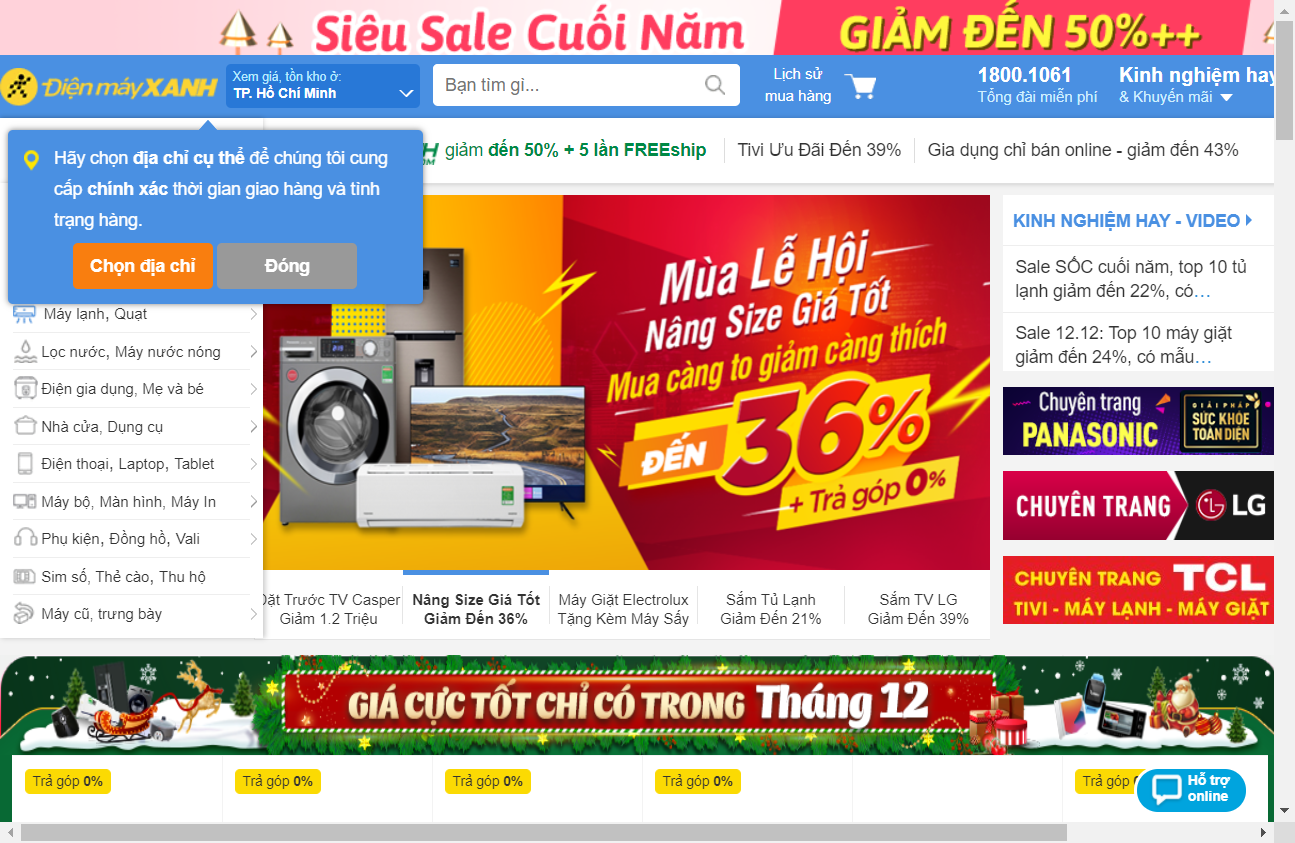 Siêu Sale Cuối Năm
GIẢM ĐẾN 50%++
Điện máy XANH
Xem giá, tồn kho ở:
TP. Hồ Chí Minh
Bạn tìm gì...
Lịch sử
mua hàng
1800.1061
Tổng đài miễn phí
Kinh nghiệm hay
& Khuyến mãi
Hãy chọn địa chỉ cụ thể để chúng tôi cung
cấp chính xác thời gian giao hàng và tình
trạng hàng.
Chọn địa chỉ
Đóng
giảm đến 50% + 5 lần FREEship
Tivi Ưu Đãi Đến 39%
Gia dụng chỉ bán online - giảm đến 43%
Máy lạnh, Quạt
Lọc nước, Máy nước nóng
Điện gia dụng, Mẹ và bé
Nhà cửa, Dụng cụ
Điện thoại, Laptop, Tablet
Máy bộ, Màn hình, Máy In
Phụ kiện, Đồng hồ, Vali
Sim số, Thẻ cào, Thu hộ
Máy cũ, trưng bày
Mùa Lễ Hội
Nâng Size Giá Tốt
Mua càng to giảm càng thích
ĐẾN 36%
+ Trả góp 0%
Đặt Trước TV Casper
Giảm 1.2 Triệu
Nâng Size Giá Tốt
Giảm Đến 36%
Máy Giặt Electrolux
Tặng Kèm Máy Sấy
Sắm Tủ Lạnh
Giảm Đến 21%
Sắm TV LG
Giảm Đến 39%
KINH NGHIỆM HAY - VIDEO
Sale SỐC cuối năm, top 10 tủ
lạnh giảm đến 22%, có...
Sale 12.12: Top 10 máy giặt
giảm đến 24%, có mẫu...
Chuyên trang
PANASONIC
GIẢI PHÁP
SỨC KHỎE
TOÀN DIỆN
CHUYÊN TRANG
LG
CHUYÊN TRANG TCL
TIVI - MÁY LẠNH - MÁY GIẶT
GIÁ CỰC TỐT CHỈ CÓ TRONG Tháng 12
Trả góp 0%
Trả góp 0%
Trả góp 0%
Trả góp 0%
Trả góp
Hỗ trợ
online